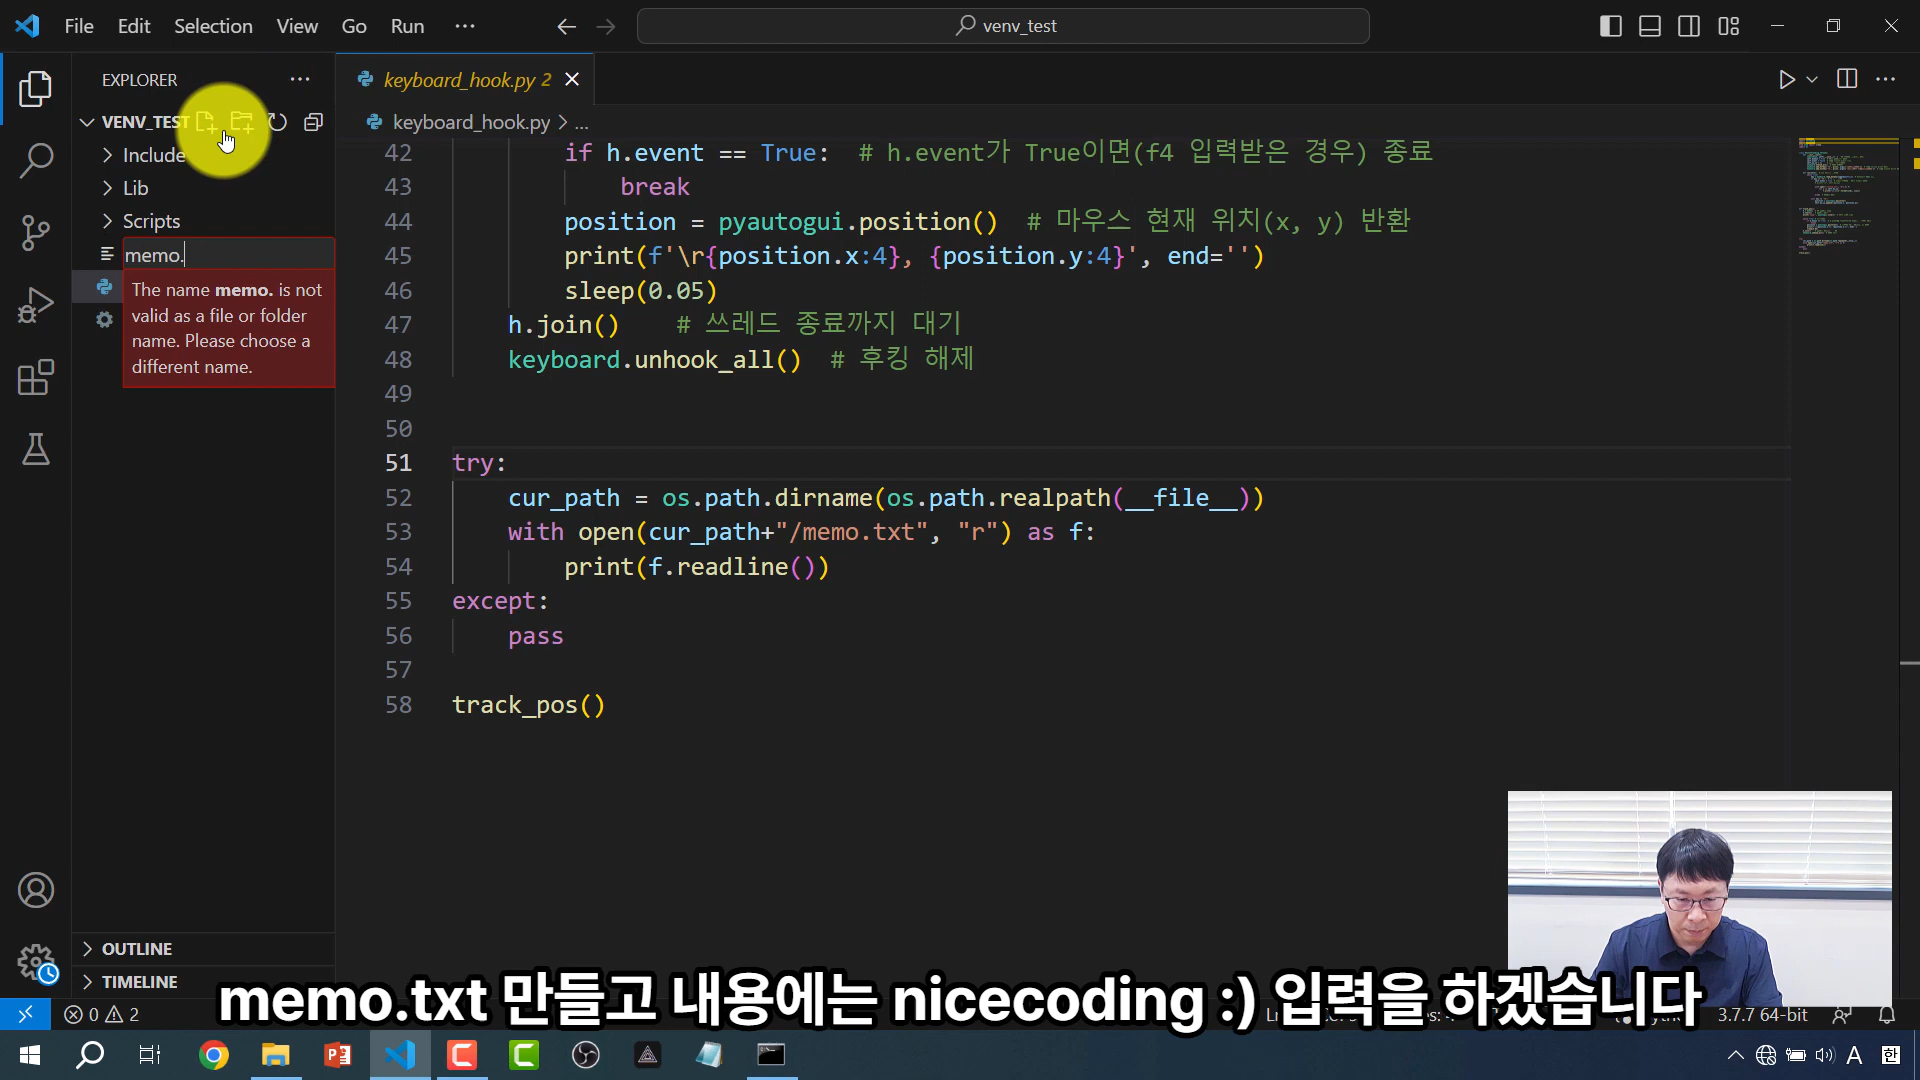 File Edit Selection View Go Run ···
venv_test
EXPLORER ···
VENV_TEST
Include
Lib
Scripts
memo.
The name memo. is not
valid as a file or folder
name. Please choose a
different name.
OUTLINE
TIMELINE
keyboard_hook.py 2
keyboard_hook.py > ...
42 if h.event == True: # h.event가 True이면(f4 입력받은 경우) 종료
43 break
44 position = pyautogui.position() # 마우스 현재 위치(x, y) 반환
45 print(f'\r{position.x:4}, {position.y:4}', end='')
46 sleep(0.05)
47 h.join() # 쓰레드 종료까지 대기
48 keyboard.unhook_all() # 후킹 해제
49
50
51 try:
52 cur_path = os.path.dirname(os.path.realpath(__file__))
53 with open(cur_path+"/memo.txt", "r") as f:
54 print(f.readline())
55 except:
56 pass
57
58 track_pos()
memo.txt 만들고 내용에는 nicecoding :) 입력을 하겠습니다
0 2
3.7.7 64-bit
A 한